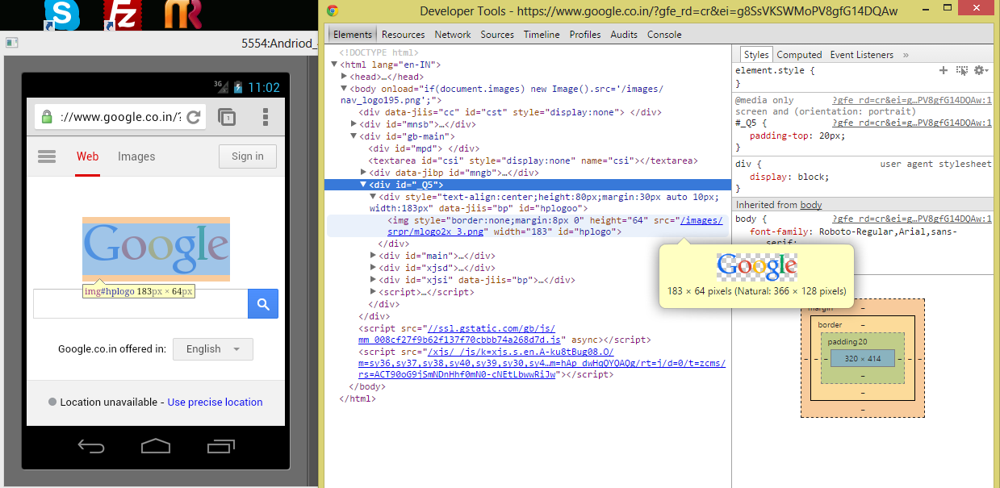 S
Fz
R
5554:Andriod_
3G
11:02
://www.google.co.in/?
1
Web
Images
Sign in
Google
img#hplogo 183px × 64px
Google.co.in offered in:
English
Location unavailable - Use precise location
Developer Tools - https://www.google.co.in/?gfe_rd=cr&ei=g8SsVKSWMoPV8gfG14DQAw
Elements Resources Network Sources Timeline Profiles Audits Console
<!DOCTYPE html>
<html lang="en-IN">
<head>…</head>
<body onload="if(document.images) new Image().src='/images/
nav_logo195.png';">
<div data-jiis="cc" id="cst" style="display:none"> </div>
<div id="mnsb">…</div>
<div id="gb-main">
<div id="mpd"> </div>
<textarea id="csi" style="display:none" name="csi"></textarea>
<div data-jibp id="mngb">…</div>
<div id="_Q5">
<div style="text-align:center;height:80px;margin:30px auto 10px;
width:183px" data-jiis="bp" id="hplogoo">
<img style="border:none;margin:8px 0" height="64" src="/images/
srpr/mlogo2x_3.png" width="183" id="hplogo">
</div>
<div id="main">…</div>
<div id="xjsd">…</div>
<div id="xjsi" data-jiis="bp">…</div>
<script>…</script>
</div>
</div>
<script src="//ssl.gstatic.com/gb/js/
mm_008cf27f9b62f137f70cbbb74a268d7d.js" async></script>
<script src="/xjs/_/js/k=xjs.s.en.A-ku8tBug08.O/
m=sy36,sy37,sy38,sy40,sy39,sy30,sy4…m=hAp_dwHqQYQAQg/rt=j/d=0/t=zcms/
rs=ACT90oG9jSmNDnHhf0mN0-cNEtLbwwRiJw"></script>
</body>
</html>
Google
183 × 64 pixels (Natural: 366 × 128 pixels)
Styles Computed Event Listeners »
element.style {
}
@media only ?gfe_rd=cr&ei=g…PV8gfG14DQAw:1
screen and (orientation: portrait)
#_Q5 { ?gfe_rd=cr&ei=g…PV8gfG14DQAw:1
padding-top: 20px;
}
div { user agent stylesheet
display: block;
}
Inherited from body
body { ?gfe_rd=cr&ei=g…PV8gfG14DQAw:1
font-family: Roboto-Regular,Arial,sans-
serif;
margin –
border –
padding 20
– – – 320 × 414 – – –
–
–
–